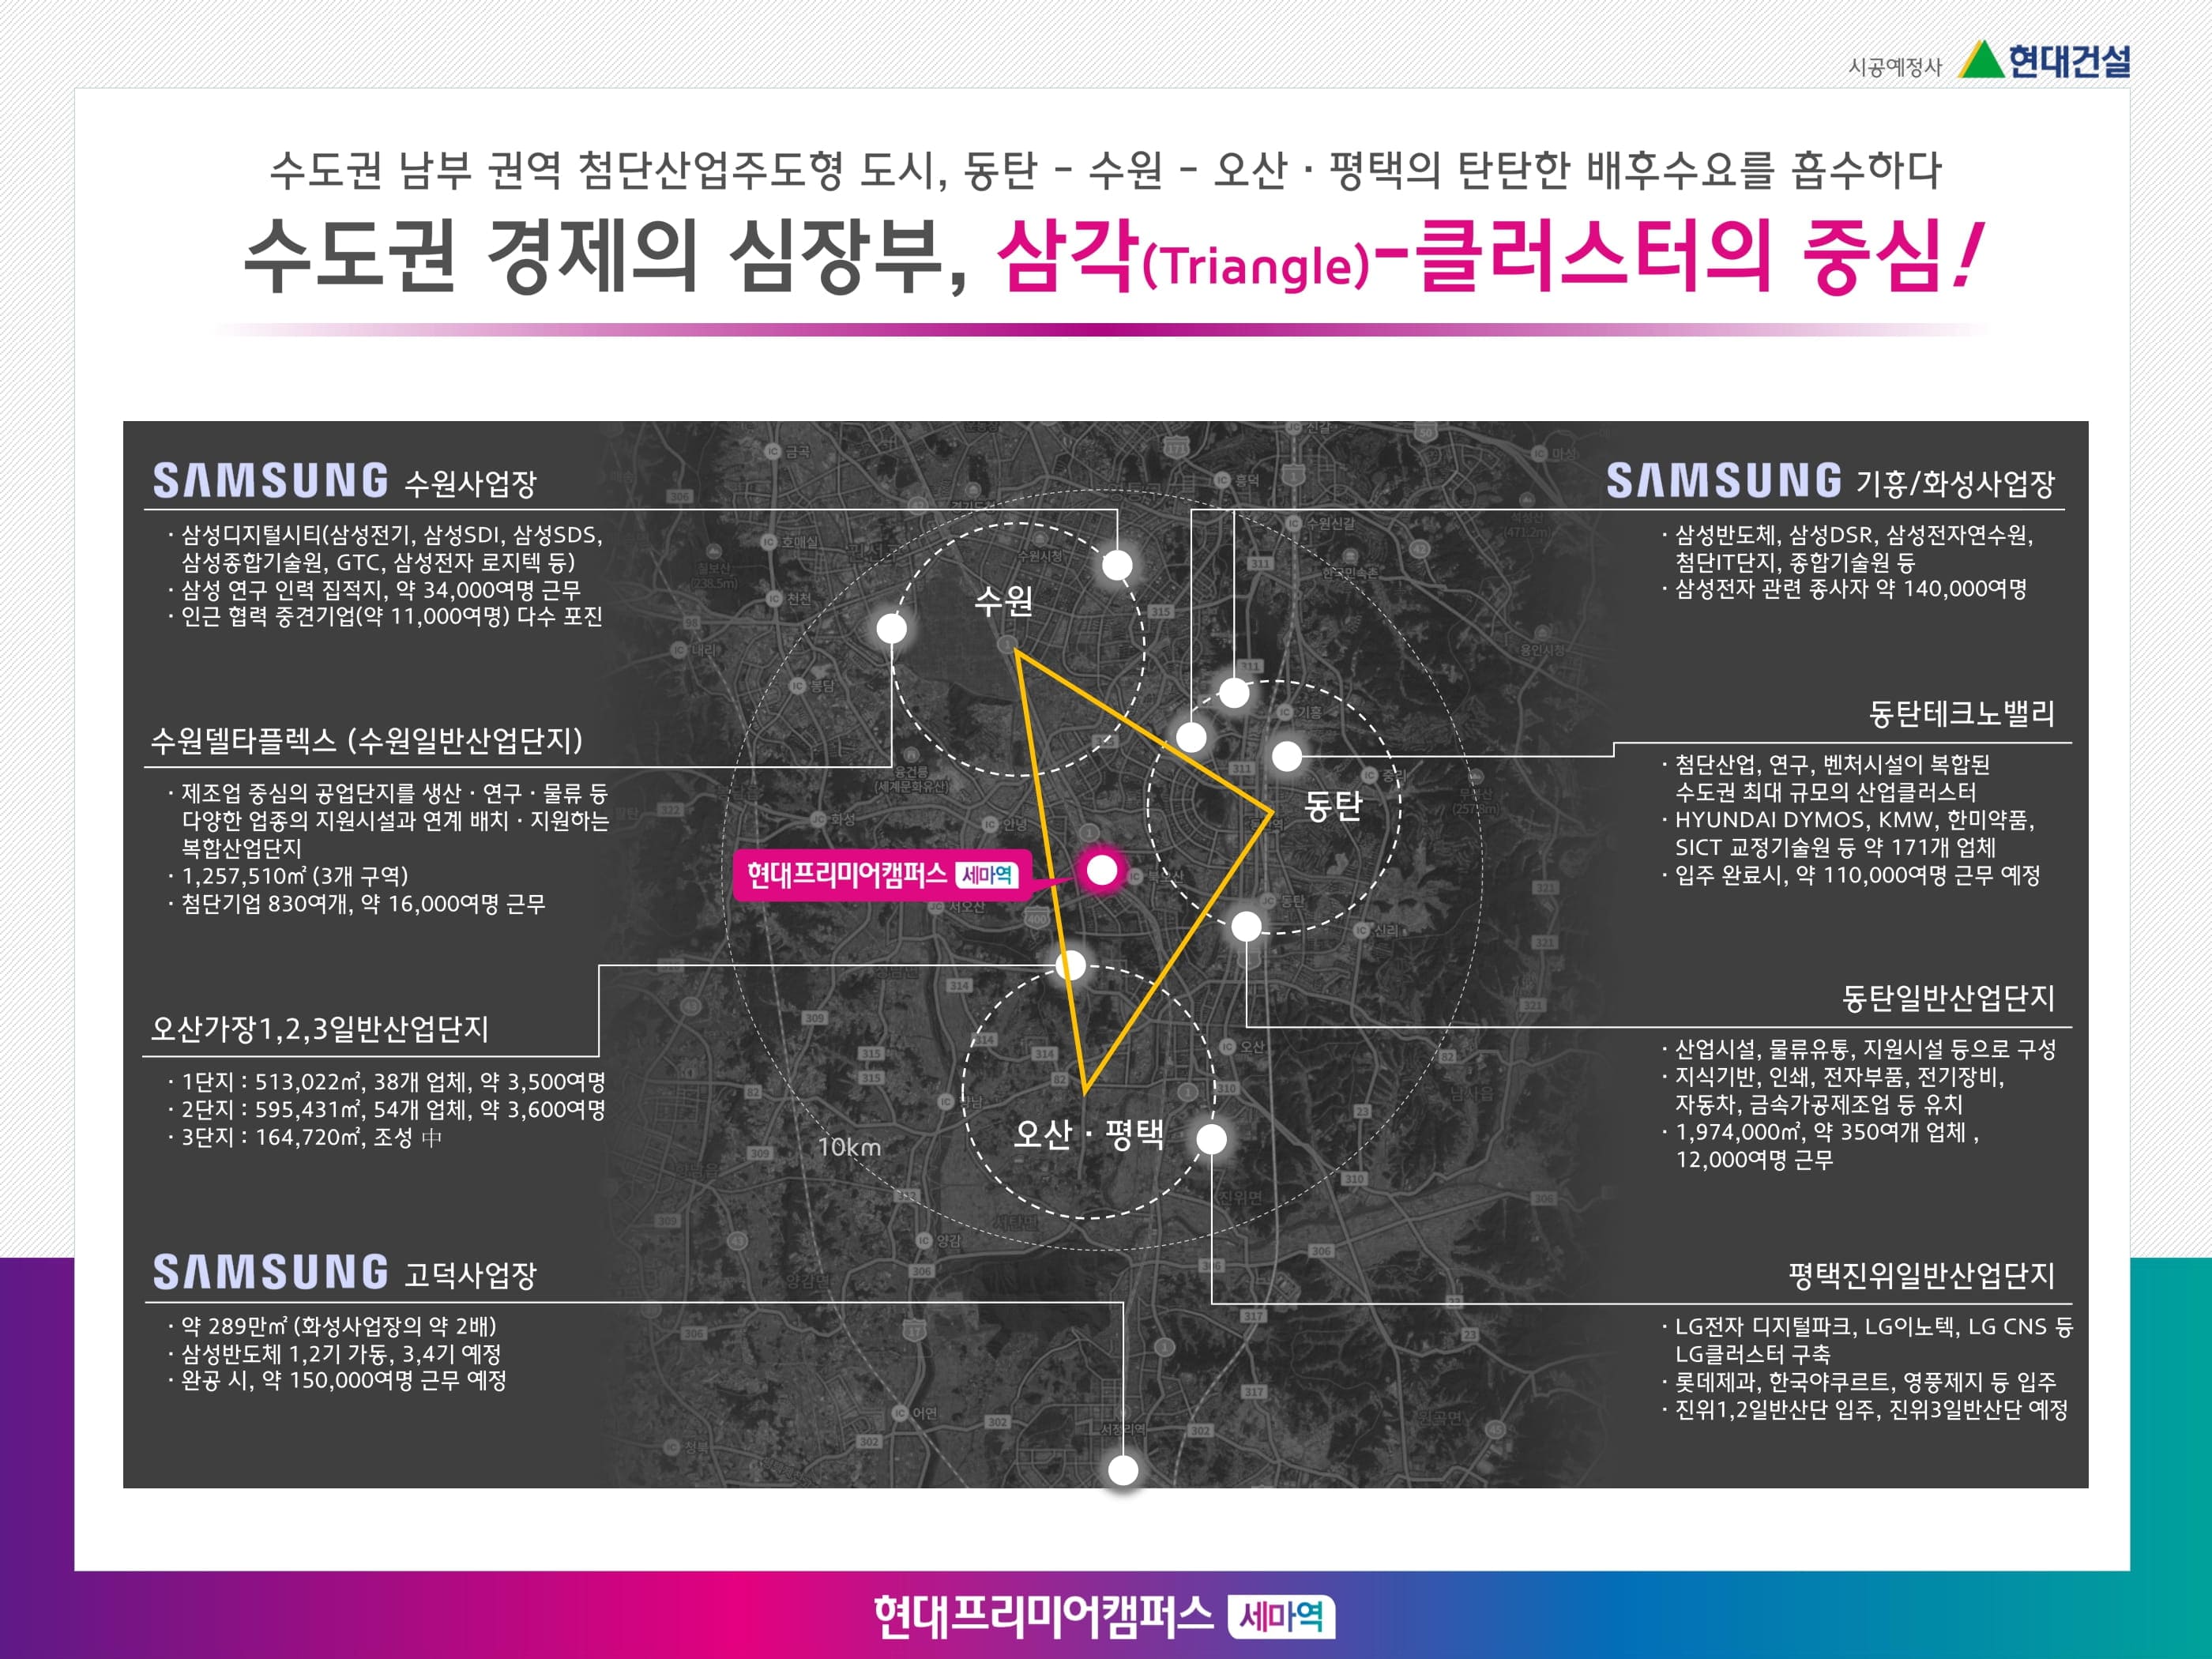 시공예정사 현대건설
수도권 남부 권역 첨단산업주도형 도시, 동탄 - 수원 - 오산 · 평택의 탄탄한 배후수요를 흡수하다
수도권 경제의 심장부, 삼각(Triangle)-클러스터의 중심!
SAMSUNG 수원사업장
· 삼성디지털시티(삼성전기, 삼성SDI, 삼성SDS,
삼성종합기술원, GTC, 삼성전자 로지텍 등)
· 삼성 연구 인력 집적지, 약 34,000여명 근무
· 인근 협력 중견기업(약 11,000여명) 다수 포진
수원델타플렉스 (수원일반산업단지)
· 제조업 중심의 공업단지를 생산 · 연구 · 물류 등
다양한 업종의 지원시설과 연계 배치 · 지원하는
복합산업단지
· 1,257,510㎡ (3개 구역)
· 첨단기업 830여개, 약 16,000여명 근무
오산가장1,2,3일반산업단지
· 1단지 : 513,022㎡, 38개 업체, 약 3,500여명
· 2단지 : 595,431㎡, 54개 업체, 약 3,600여명
· 3단지 : 164,720㎡, 조성 中
SAMSUNG 고덕사업장
· 약 289만㎡ (화성사업장의 약 2배)
· 삼성반도체 1,2기 가동, 3,4기 예정
· 완공 시, 약 150,000여명 근무 예정
수원
동탄
현대프리미어캠퍼스 세마역
오산 · 평택
10km
SAMSUNG 기흥/화성사업장
· 삼성반도체, 삼성DSR, 삼성전자연수원,
첨단IT단지, 종합기술원 등
· 삼성전자 관련 종사자 약 140,000여명
동탄테크노밸리
· 첨단산업, 연구, 벤처시설이 복합된
수도권 최대 규모의 산업클러스터
· HYUNDAI DYMOS, KMW, 한미약품,
SICT 교정기술원 등 약 171개 업체
· 입주 완료시, 약 110,000여명 근무 예정
동탄일반산업단지
· 산업시설, 물류유통, 지원시설 등으로 구성
· 지식기반, 인쇄, 전자부품, 전기장비,
자동차, 금속가공제조업 등 유치
· 1,974,000㎡, 약 350여개 업체 ,
12,000여명 근무
평택진위일반산업단지
· LG전자 디지털파크, LG이노텍, LG CNS 등
LG클러스터 구축
· 롯데제과, 한국야쿠르트, 영풍제지 등 입주
· 진위1,2일반산단 입주, 진위3일반산단 예정
현대프리미어캠퍼스 세마역